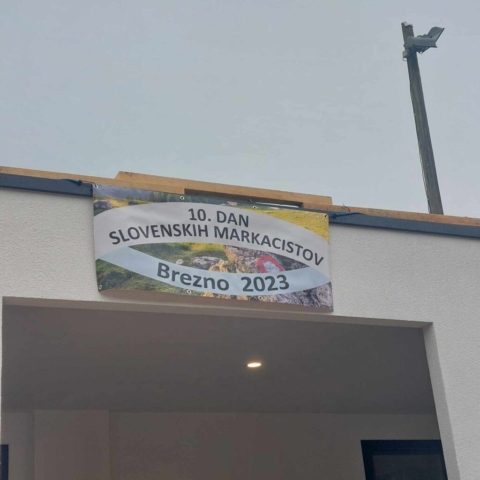 10. DAN
SLOVENSKIH MARKACISTOV
Brezno 2023